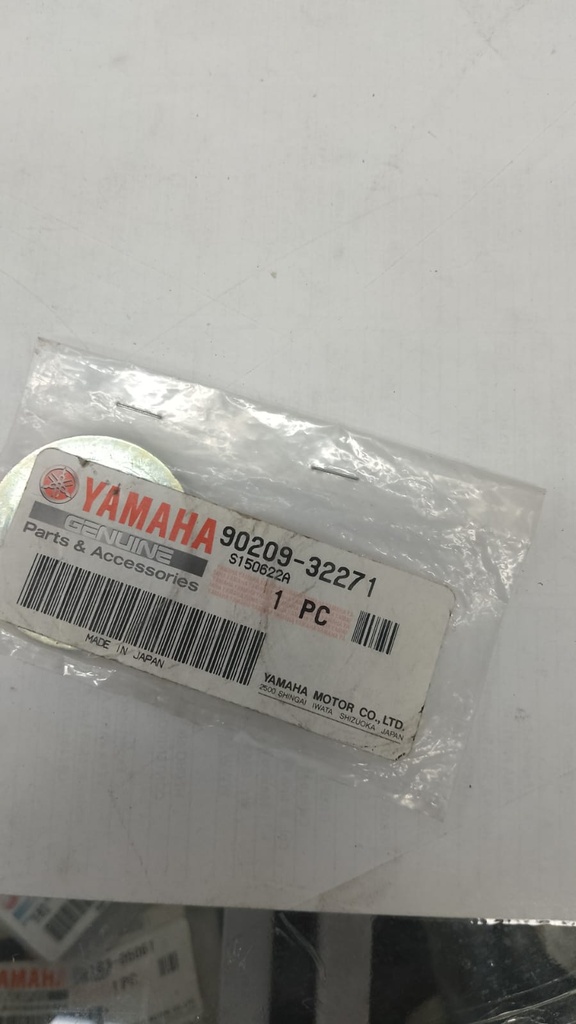 YAMAHA
90209-32271
GENUINE
S150622A
Parts & Accessories
1 PC
MADE IN JAPAN
YAMAHA MOTOR CO., LTD.
2500, SHINGAI IWATA SHIZUOKA JAPAN
YAMAHA
1 PC